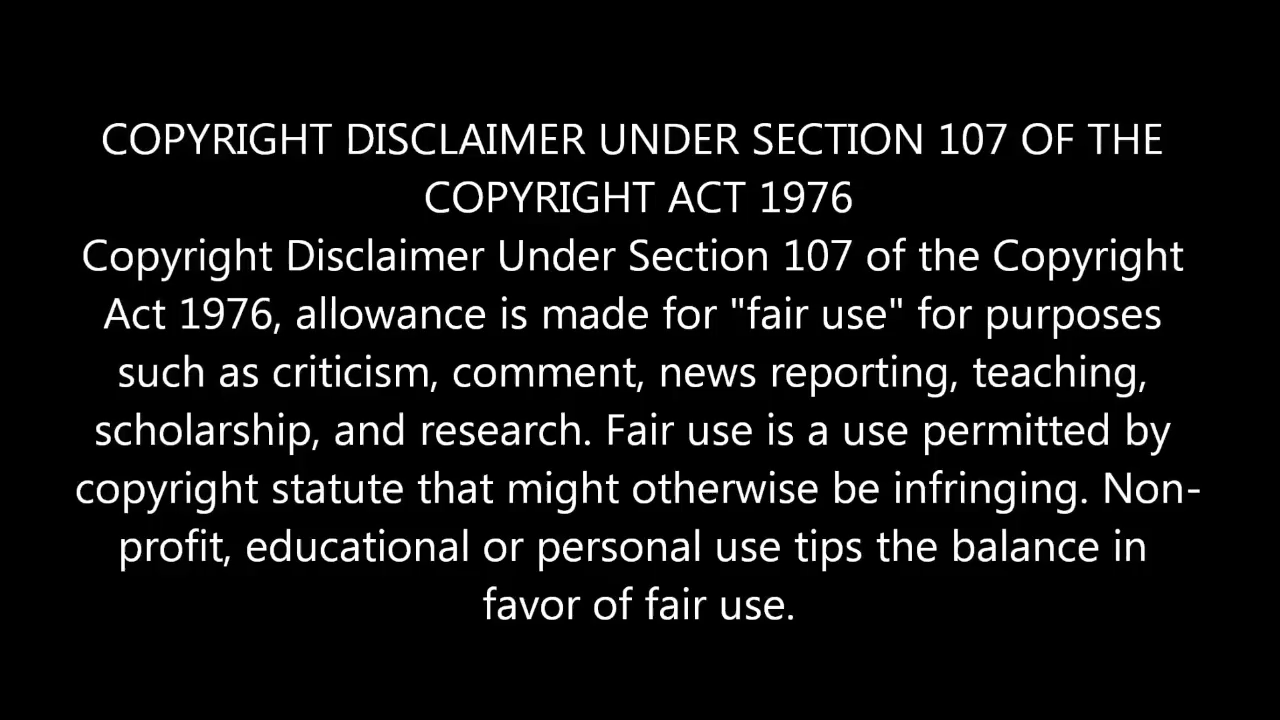 COPYRIGHT DISCLAIMER UNDER SECTION 107 OF THE
COPYRIGHT ACT 1976
Copyright Disclaimer Under Section 107 of the Copyright
Act 1976, allowance is made for "fair use" for purposes
such as criticism, comment, news reporting, teaching,
scholarship, and research. Fair use is a use permitted by
copyright statute that might otherwise be infringing. Non-
profit, educational or personal use tips the balance in
favor of fair use.